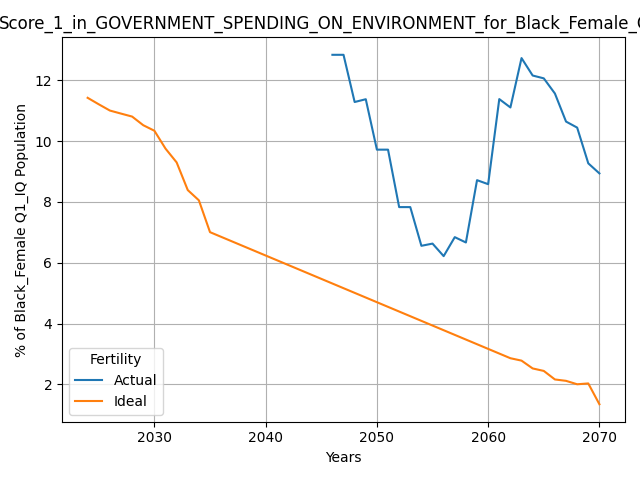 Score_1_in_GOVERNMENT_SPENDING_ON_ENVIRONMENT_for_Black_Female_
% of Black_Female Q1_IQ Population
12
10
8
6
4
2
Fertility
Actual
Ideal
2030 2040 2050 2060 2070
Years